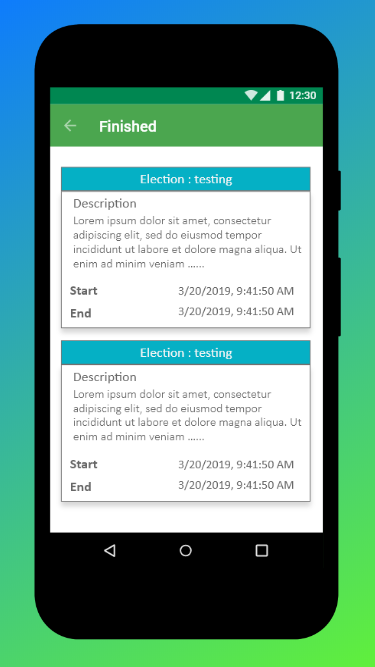 12:30
Finished
Election : testing
Description
Lorem ipsum dolor sit amet, consectetur
adipiscing elit, sed do eiusmod tempor
incididunt ut labore et dolore magna aliqua. Ut
enim ad minim veniam ......
Start 3/20/2019, 9:41:50 AM
End 3/20/2019, 9:41:50 AM
Election : testing
Description
Lorem ipsum dolor sit amet, consectetur
adipiscing elit, sed do eiusmod tempor
incididunt ut labore et dolore magna aliqua. Ut
enim ad minim veniam ......
Start 3/20/2019, 9:41:50 AM
End 3/20/2019, 9:41:50 AM